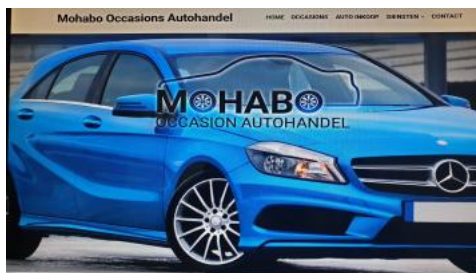 Mohabo Occasions Autohandel
HOME OCCASIONS AUTO INKOOP DIENSTEN CONTACT
MOHABO
OCCASION AUTOHANDEL